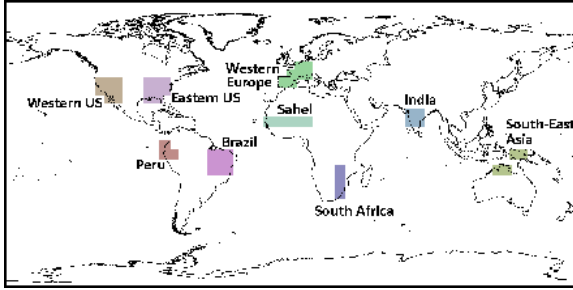 Western
Europe
Western US
Eastern US
India
Sahel
South-East
Asia
Brazil
Peru
South Africa